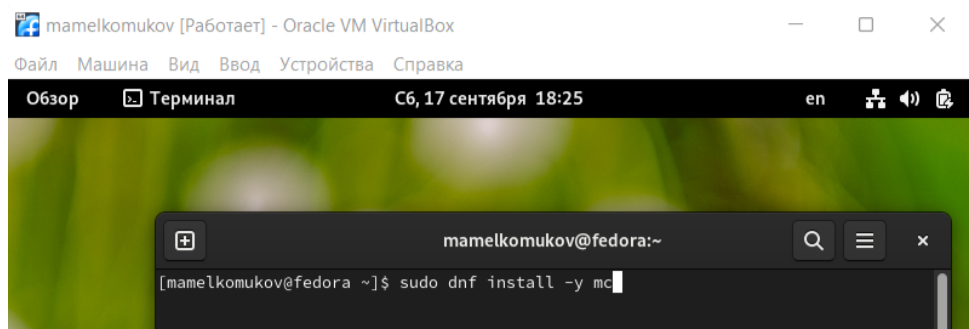 mamelkomukov [Работает] - Oracle VM VirtualBox
Файл Машина Вид Ввод Устройства Справка
Обзор Терминал Сб, 17 сентября 18:25 en
mamelkomukov@fedora:~
[mamelkomukov@fedora ~]$ sudo dnf install -y mc